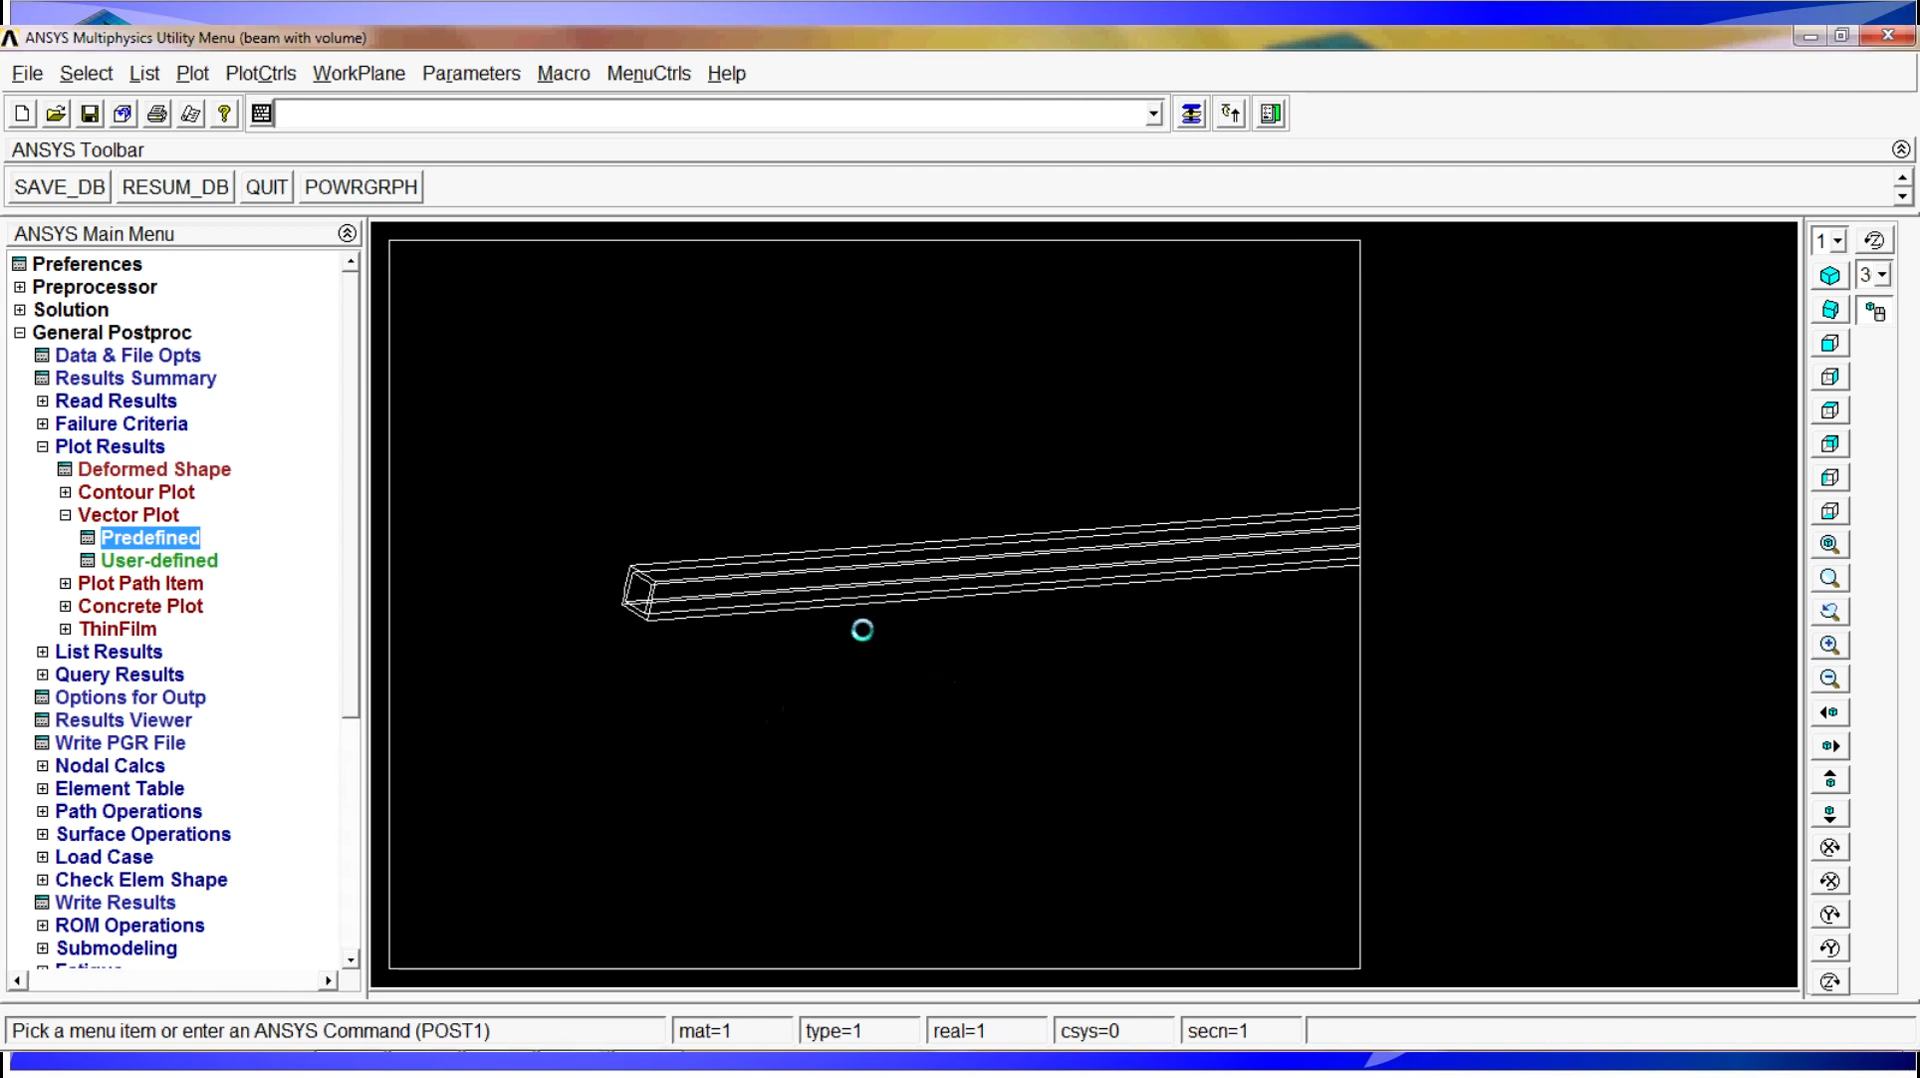 ANSYS Multiphysics Utility Menu (beam with volume)
File Select List Plot PlotCtrls WorkPlane Parameters Macro MenuCtrls Help
ANSYS Toolbar
SAVE_DB RESUM_DB QUIT POWRGRPH
ANSYS Main Menu
Preferences
Preprocessor
Solution
General Postproc
Data & File Opts
Results Summary
Read Results
Failure Criteria
Plot Results
Deformed Shape
Contour Plot
Vector Plot
Predefined
User-defined
Plot Path Item
Concrete Plot
ThinFilm
List Results
Query Results
Options for Outp
Results Viewer
Write PGR File
Nodal Calcs
Element Table
Path Operations
Surface Operations
Load Case
Check Elem Shape
Write Results
ROM Operations
Submodeling
1
3
Pick a menu item or enter an ANSYS Command (POST1) mat=1 type=1 real=1 csys=0 secn=1